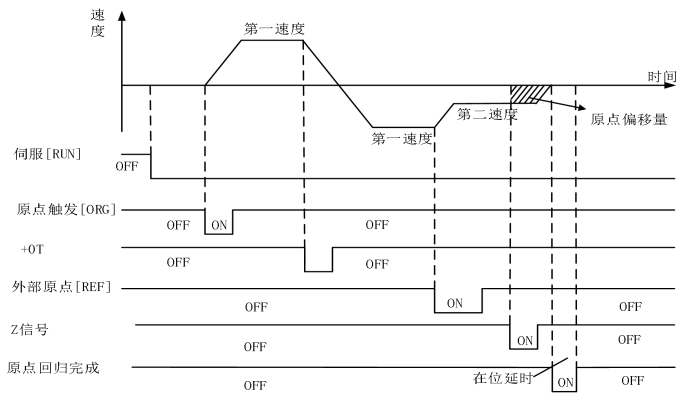 速度
第一速度
时间
第二速度
原点偏移量
第一速度
伺服[RUN]
OFF
原点触发[ORG]
OFF
ON
OFF
+OT
OFF
OFF
外部原点[REF]
OFF
ON
OFF
Z信号
OFF
ON
OFF
原点回归完成
OFF
在位延时
ON
OFF